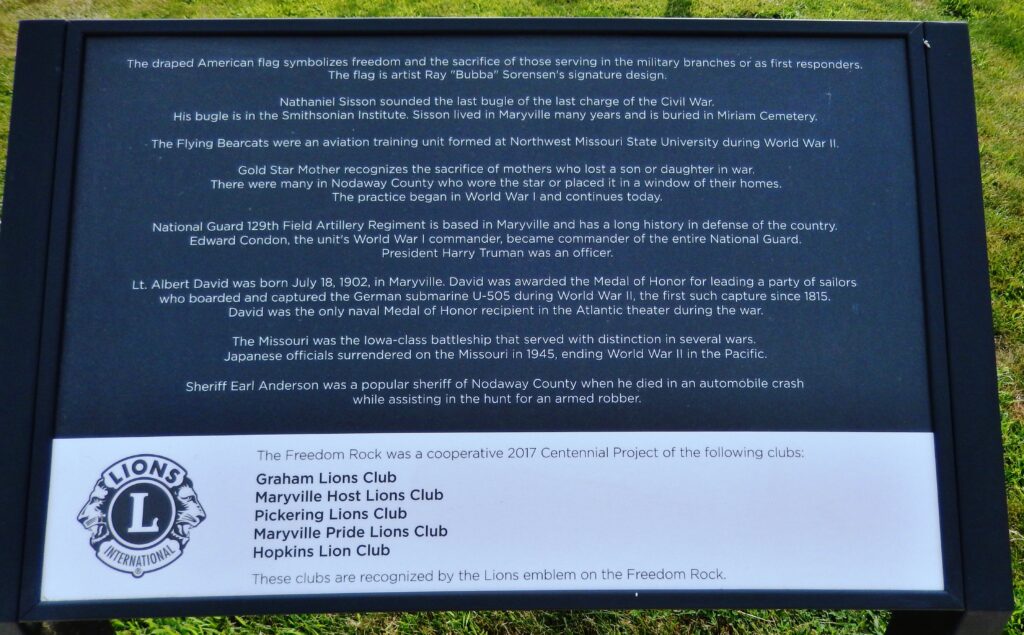 The draped American flag symbolizes freedom and the sacrifice of those serving in the military branches or as first responders.
The flag is artist Ray "Bubba" Sorensen's signature design.
Nathaniel Sisson sounded the last bugle of the last charge of the Civil War.
His bugle is in the Smithsonian Institute. Sisson lived in Maryville many years and is buried in Miriam Cemetery.
The Flying Bearcats were an aviation training unit formed at Northwest Missouri State University during World War II.
Gold Star Mother recognizes the sacrifice of mothers who lost a son or daughter in war.
There were many in Nodaway County who wore the star or placed it in a window of their homes.
The practice began in World War I and continues today.
National Guard 129th Field Artillery Regiment is based in Maryville and has a long history in defense of the country.
Edward Condon, the unit's World War I commander, became commander of the entire National Guard.
President Harry Truman was an officer.
Lt. Albert David was born July 18, 1902, in Maryville. David was awarded the Medal of Honor for leading a party of sailors
who boarded and captured the German submarine U-505 during World War II, the first such capture since 1815.
David was the only naval Medal of Honor recipient in the Atlantic theater during the war.
The Missouri was the Iowa-class battleship that served with distinction in several wars.
Japanese officials surrendered on the Missouri in 1945, ending World War II in the Pacific.
Sheriff Earl Anderson was a popular sheriff of Nodaway County when he died in an automobile crash
while assisting in the hunt for an armed robber.
The Freedom Rock was a cooperative 2017 Centennial Project of the following clubs:
Graham Lions Club
Maryville Host Lions Club
Pickering Lions Club
Maryville Pride Lions Club
Hopkins Lion Club
These clubs are recognized by the Lions emblem on the Freedom Rock.
LIONS
L
INTERNATIONAL
®